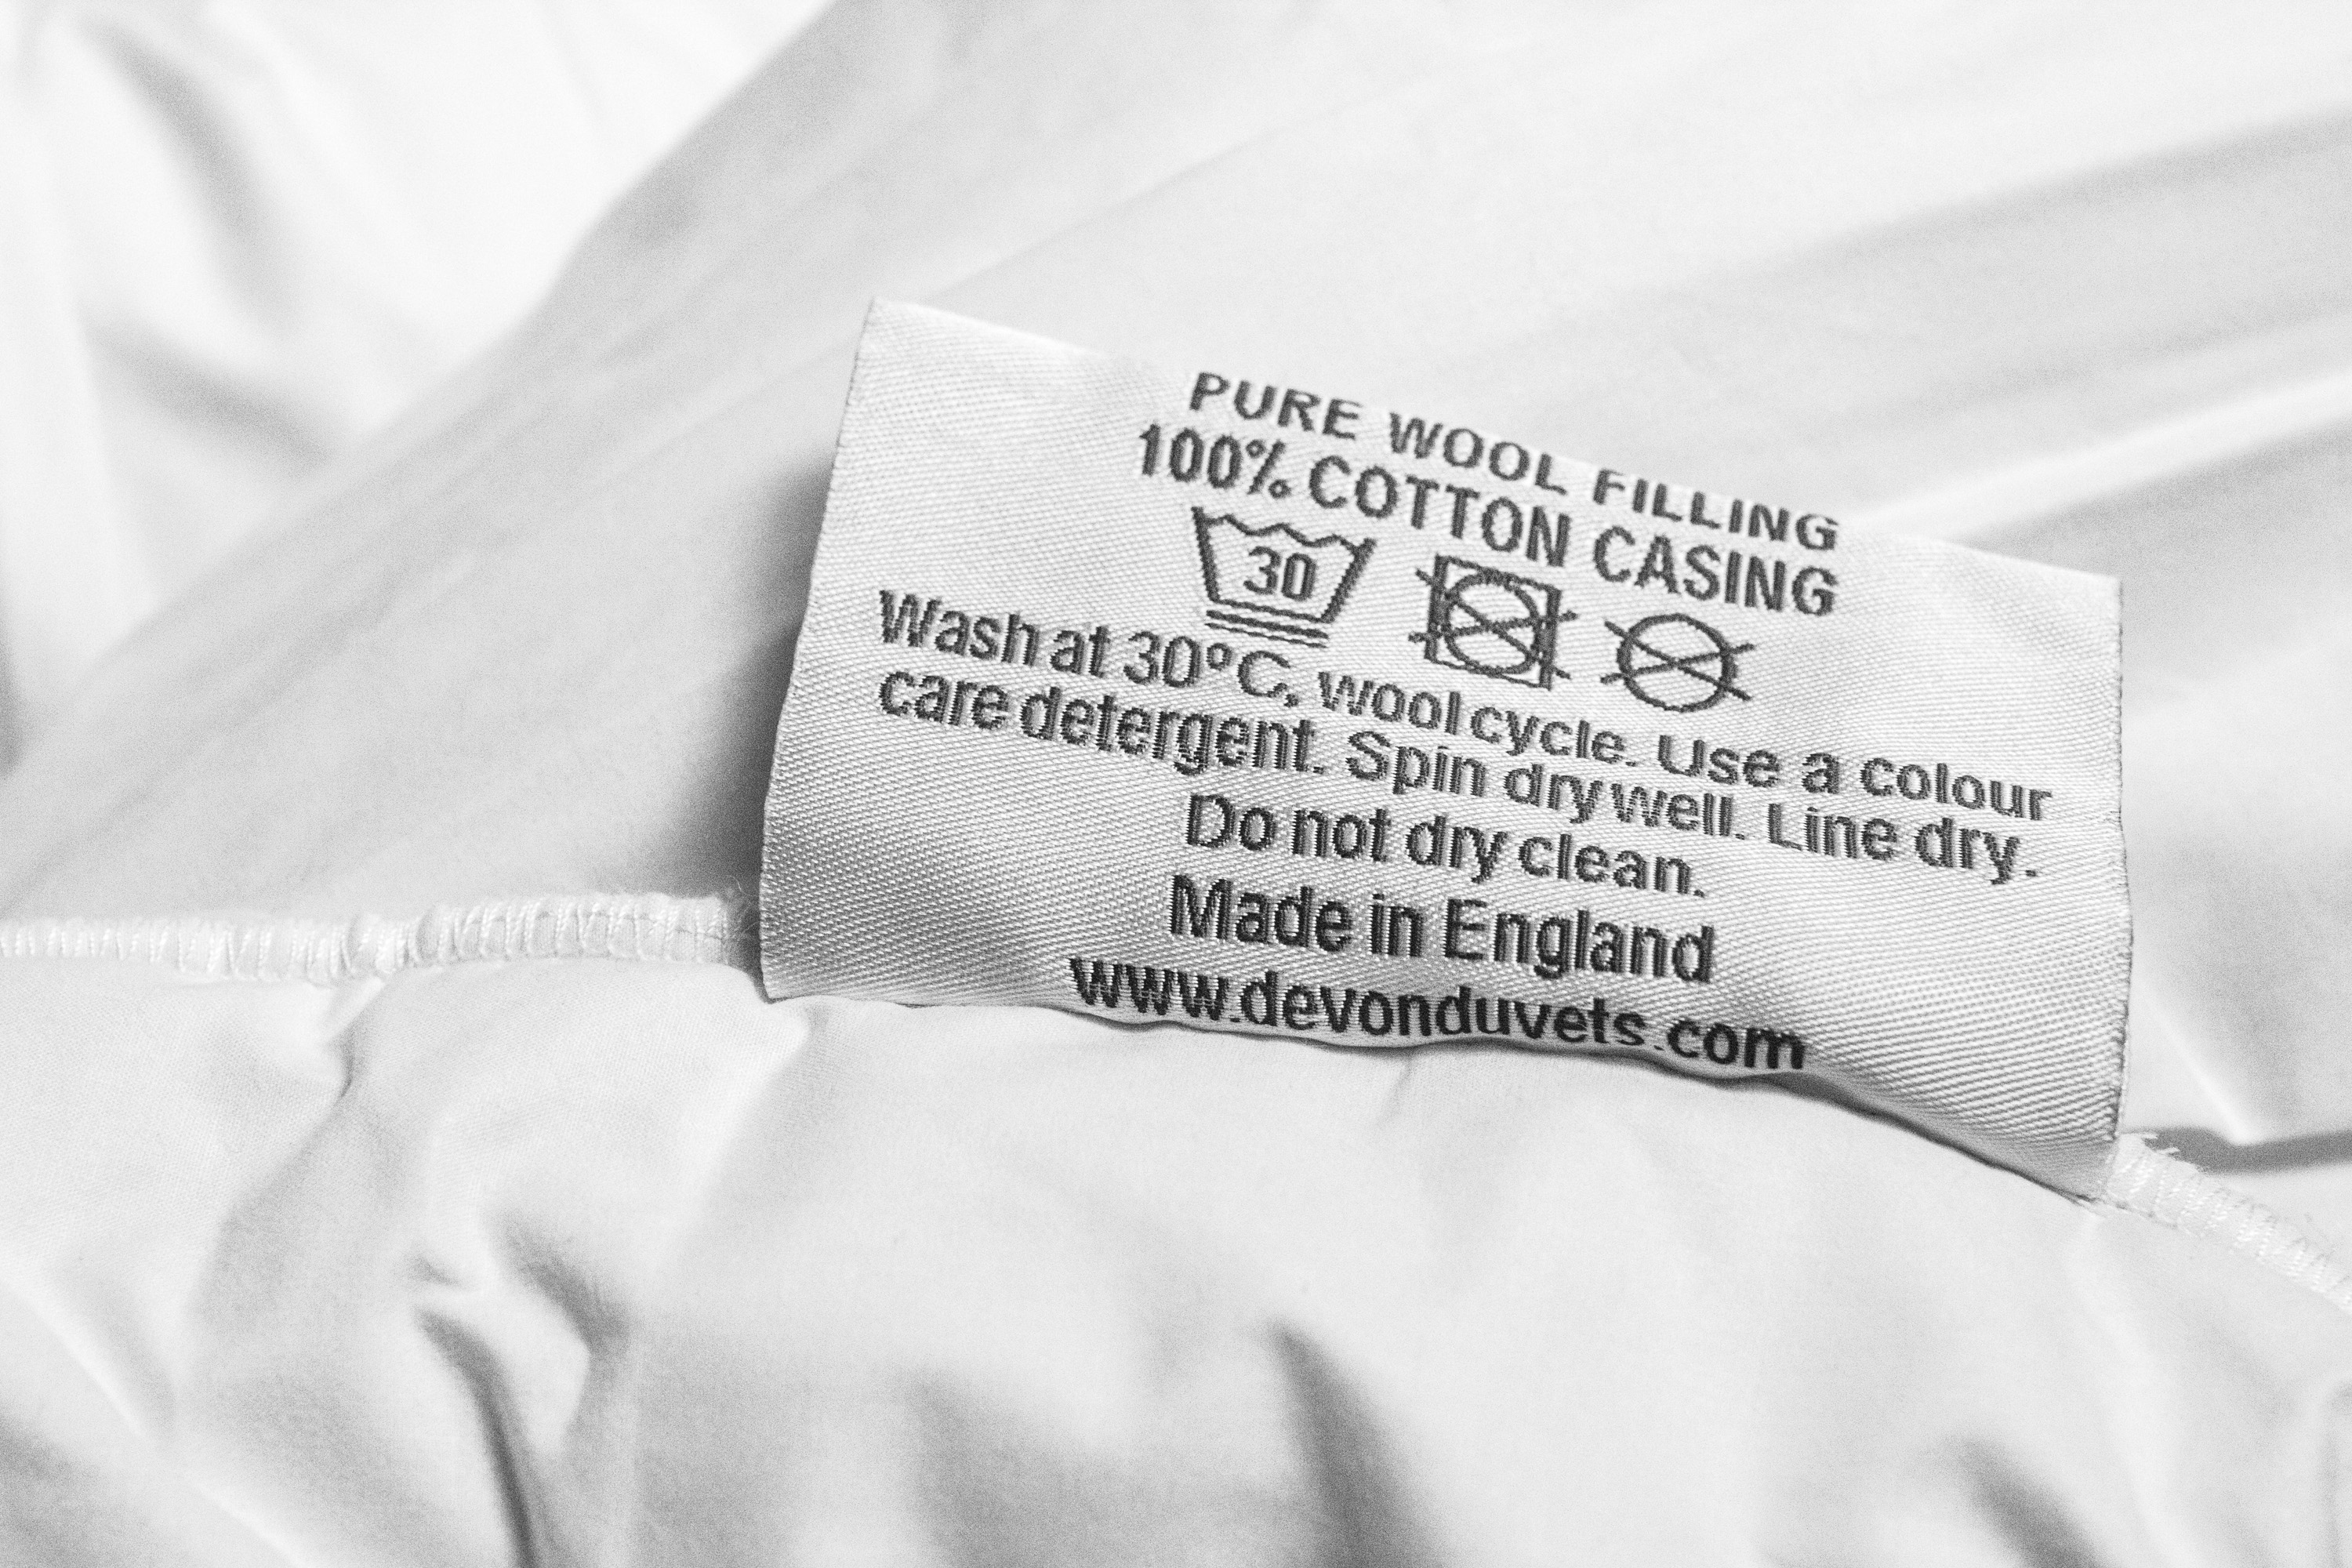 PURE WOOL FILLING
100% COTTON CASING
30
Wash at 30°C, wool cycle. Use a colour
care detergent. Spin dry well. Line dry.
Do not dry clean.
Made in England
www.devonduvets.com